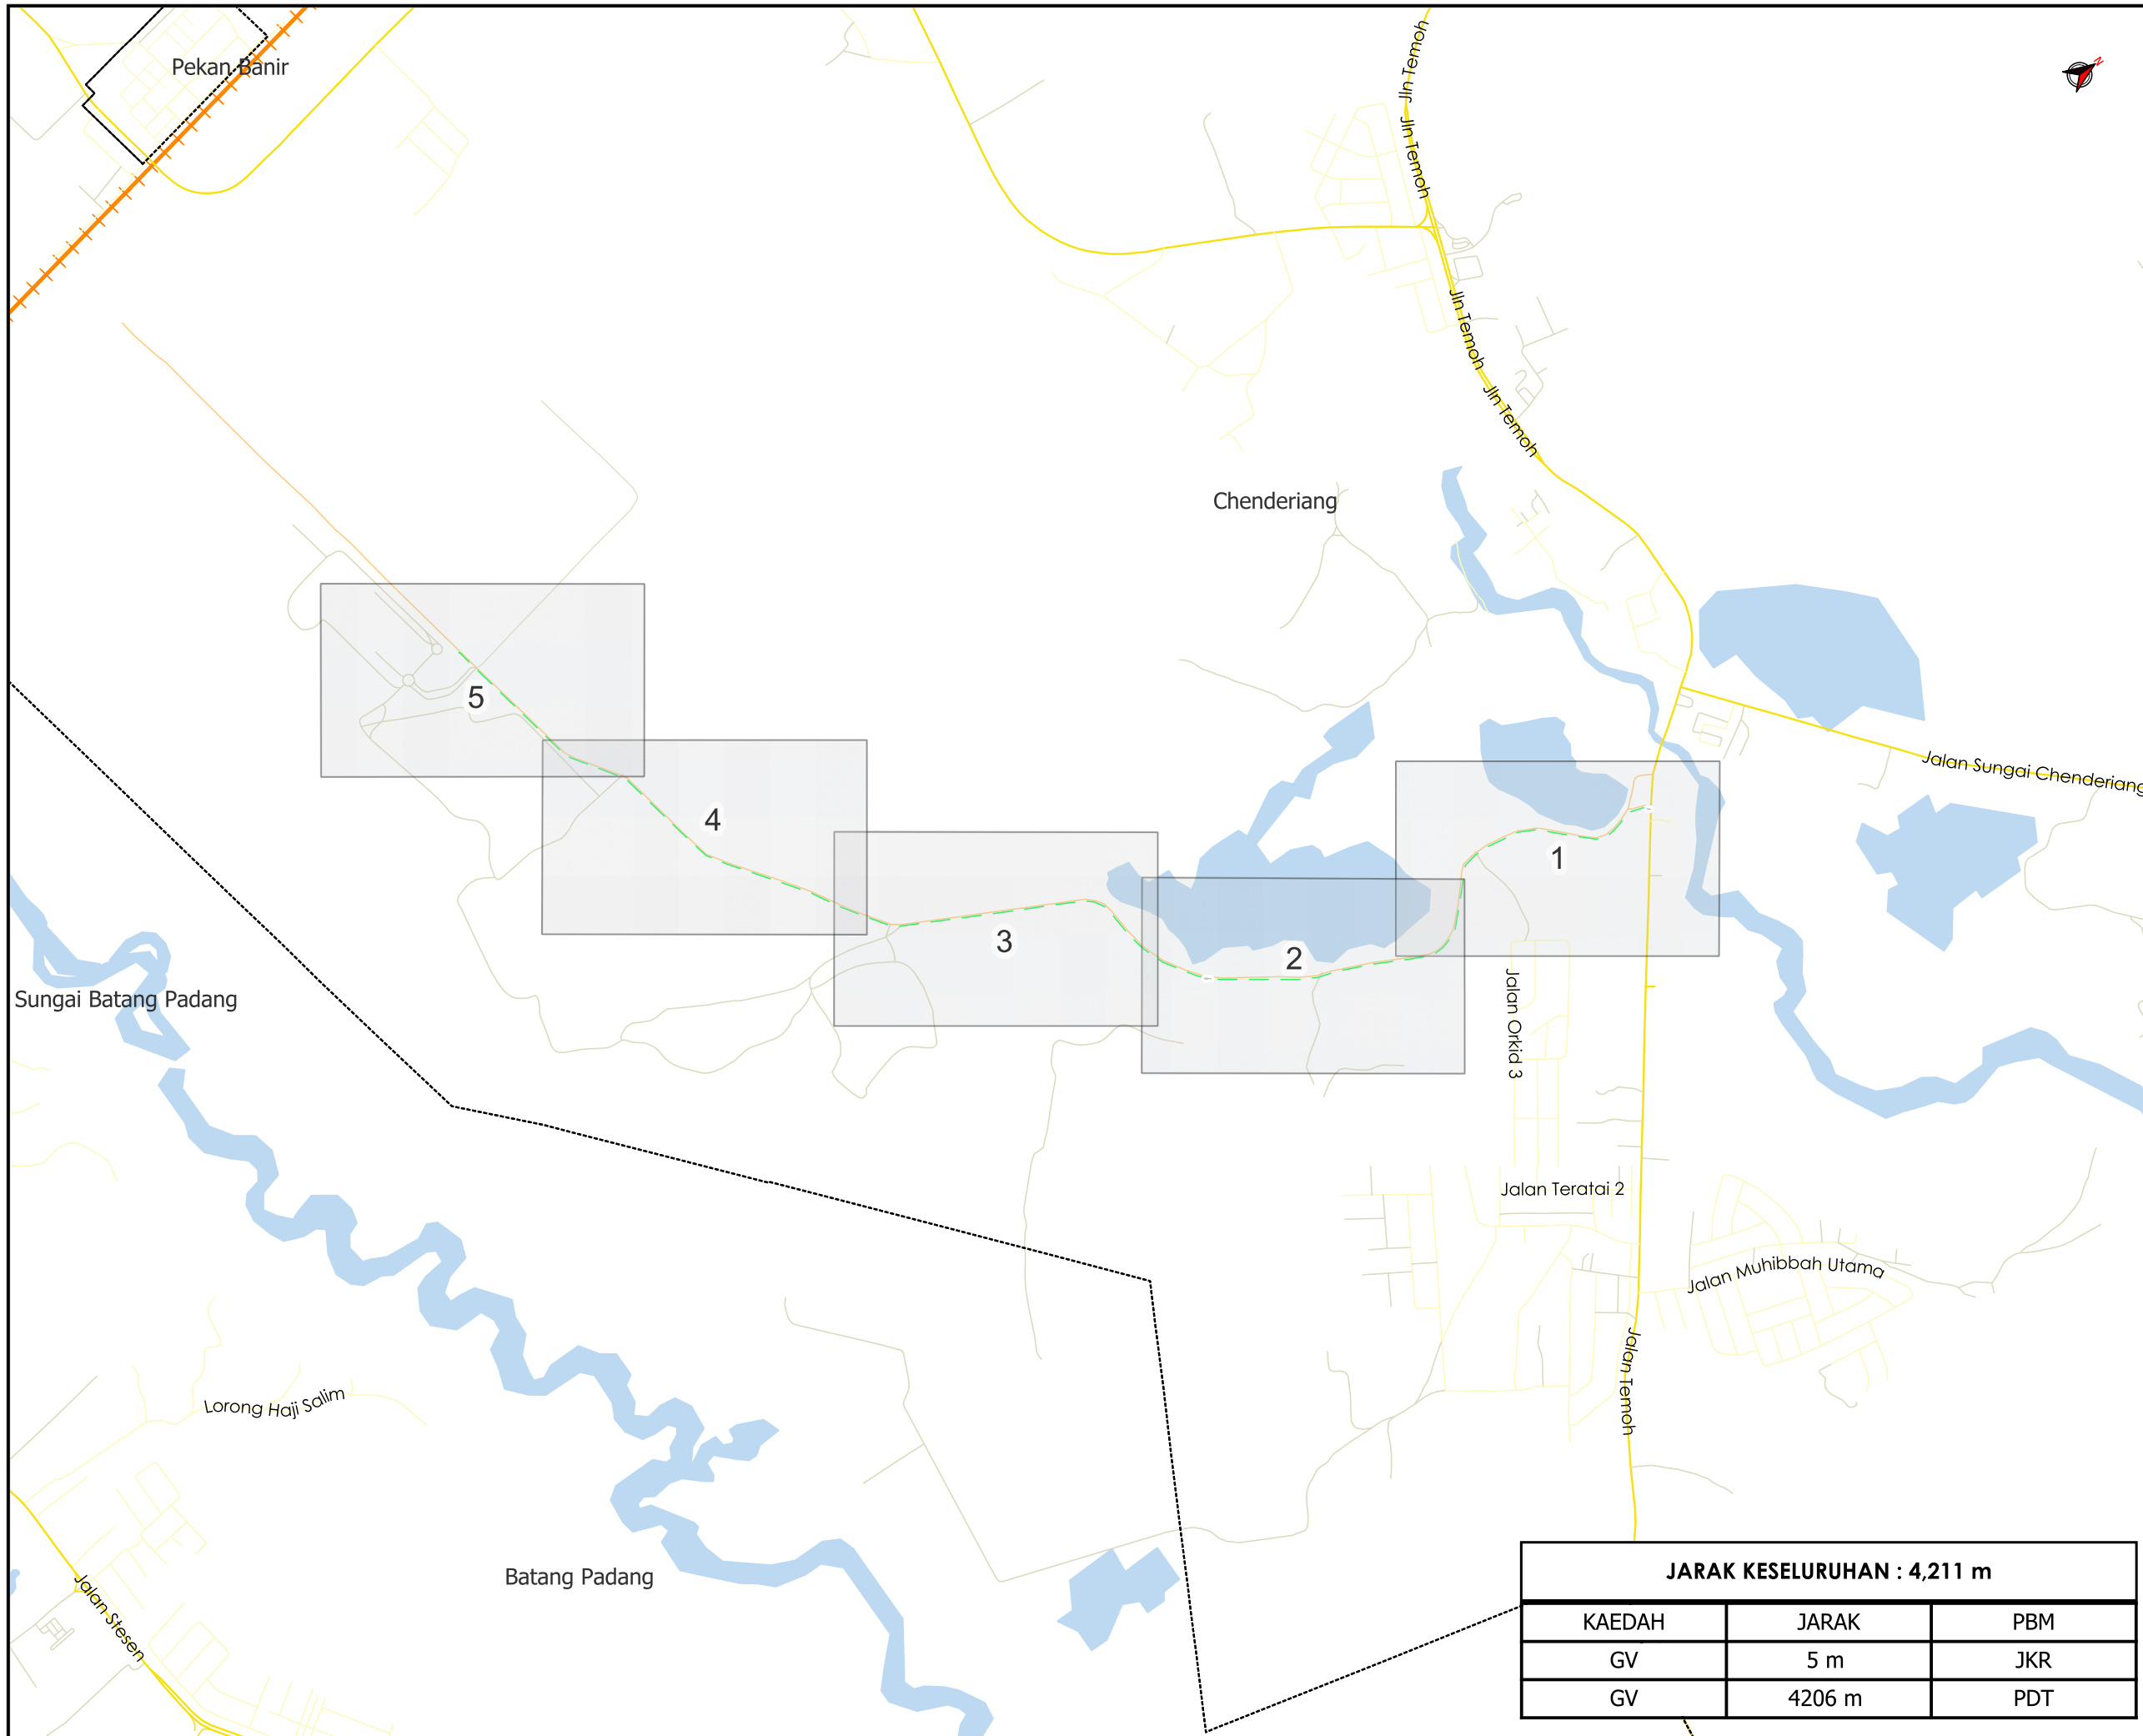 Pekan Banir
Jln Temoh
N
Jln Temoh
Jln Temoh
Jln Temoh
Chenderiang
5
Jalan Sungai Chenderiang
4
1
3
2
Sungai Batang Padang
Jalan Orkid 3
Jalan Teratai 2
Jalan Muhibbah Utama
Jalan Temoh
Lorong Haji Salim
Batang Padang
Jalan Stesen
JARAK KESELURUHAN : 4,211 m
KAEDAH JARAK PBM
GV 5 m JKR
GV 4206 m PDT